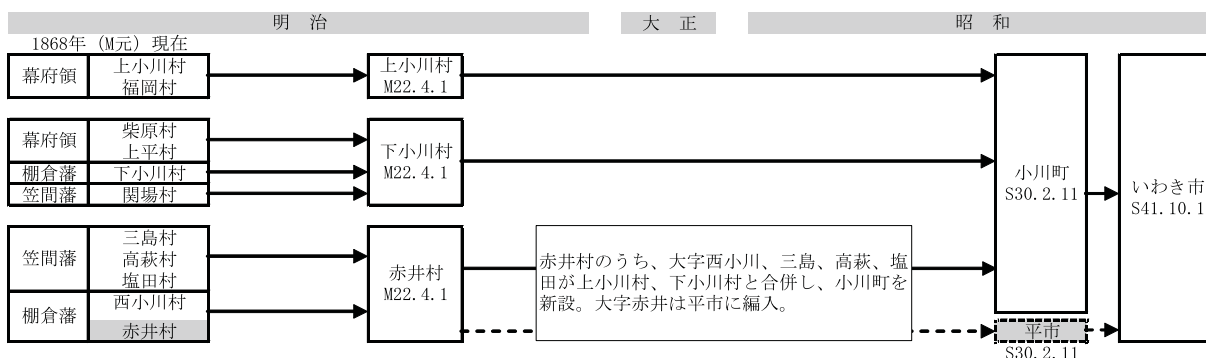 明 治
大 正
昭 和
1868年 (M元) 現在
幕府領
上小川村
福岡村
上小川村
M22.4.1
幕府領
柴原村
上平村
棚倉藩
下小川村
笠間藩
関場村
下小川村
M22.4.1
笠間藩
三島村
高萩村
塩田村
棚倉藩
西小川村
赤井村
赤井村
M22.4.1
赤井村のうち、大字西小川、三島、高萩、塩
田が上小川村、下小川村と合併し、小川町を
新設。大字赤井は平市に編入。
小川町
S30.2.11
平市
S30.2.11
いわき市
S41.10.1